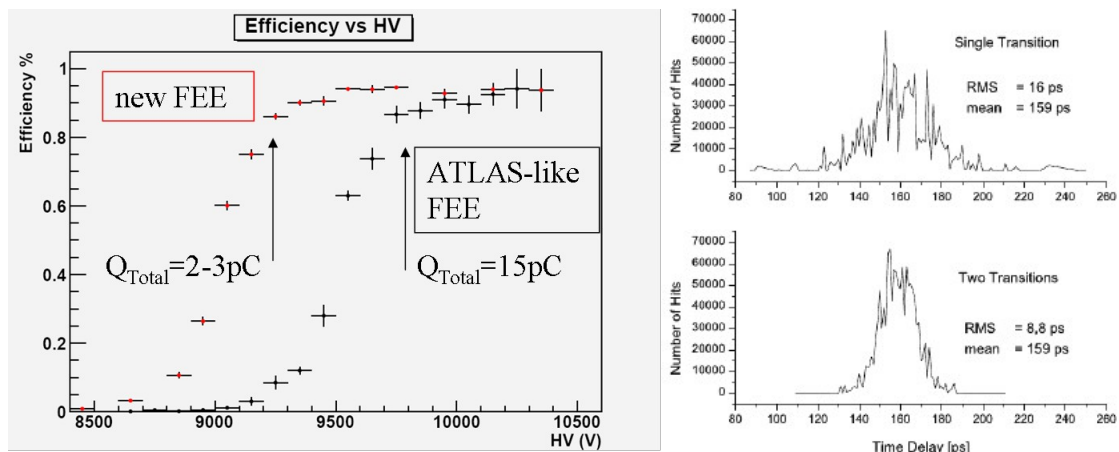 Efficiency vs HV
Efficiency %
1
0.8
0.6
0.4
0.2
0
new FEE
ATLAS-like
FEE
Q_Total=2-3pC
Q_Total=15pC
8500 9000 9500 10000 10500
HV (V)
Number of Hits
70000
60000
50000
40000
30000
20000
10000
0
Single Transition
RMS = 16 ps
mean = 159 ps
80 100 120 140 160 180 200 220 240 260
Number of Hits
70000
60000
50000
40000
30000
20000
10000
0
Two Transitions
RMS = 8,8 ps
mean = 159 ps
80 100 120 140 160 180 200 220 240 260
Time Delay [ps]